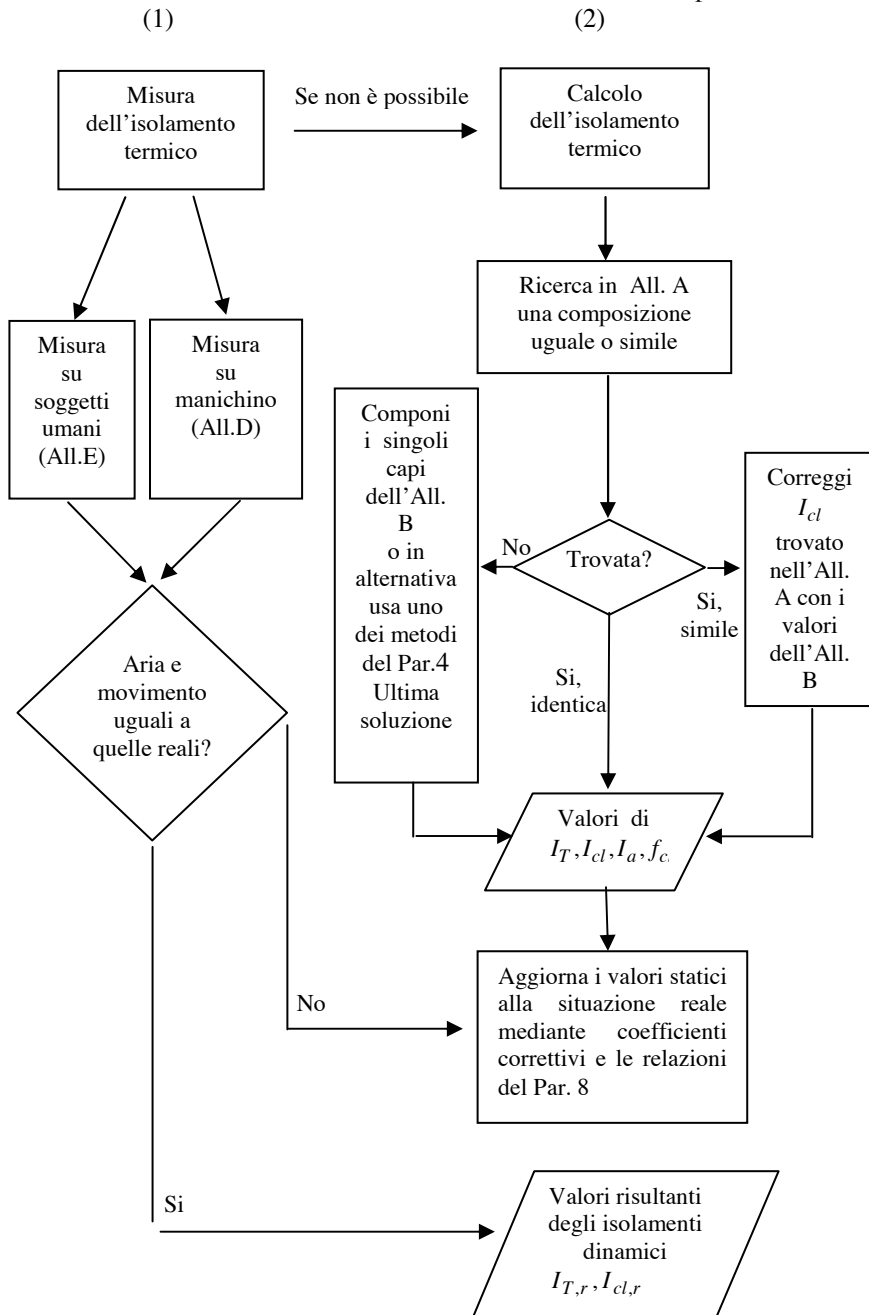 (1)
(2)
Misura
dell'isolamento
termico
Se non è possibile
Calcolo
dell'isolamento
termico
Ricerca in All. A
una composizione
uguale o simile
Misura
su
soggetti
umani
(All.E)
Misura
su
manichino
(All.D)
Componi
i singoli
capi
dell'All.
B
o in
alternativa
usa uno
dei metodi
del Par.4
Ultima
soluzione
No
Trovata?
Si,
simile
Correggi
I_cl
trovato
nell'All.
A con i
valori
dell'All.
B
Si,
identica
Aria e
movimento
uguali a
quelle reali?
Valori di
I_T, I_cl, I_a, f_c
No
Aggiorna i valori statici
alla situazione reale
mediante coefficienti
correttivi e le relazioni
del Par. 8
Si
Valori risultanti
degli isolamenti
dinamici
I_T,r, I_cl,r